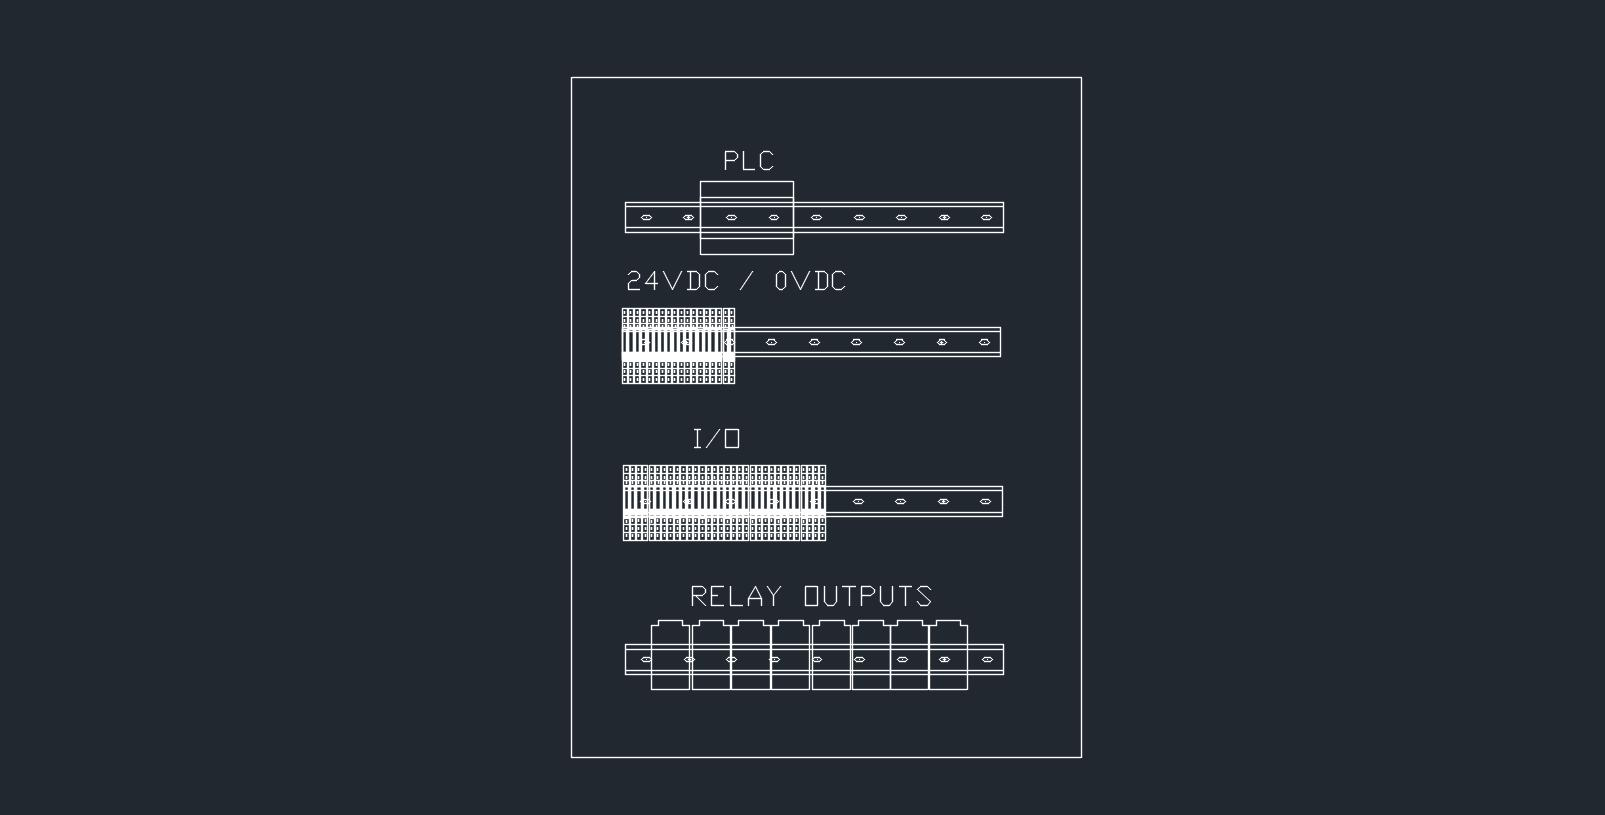 PLC
24VDC / 0VDC
I/O
RELAY OUTPUTS